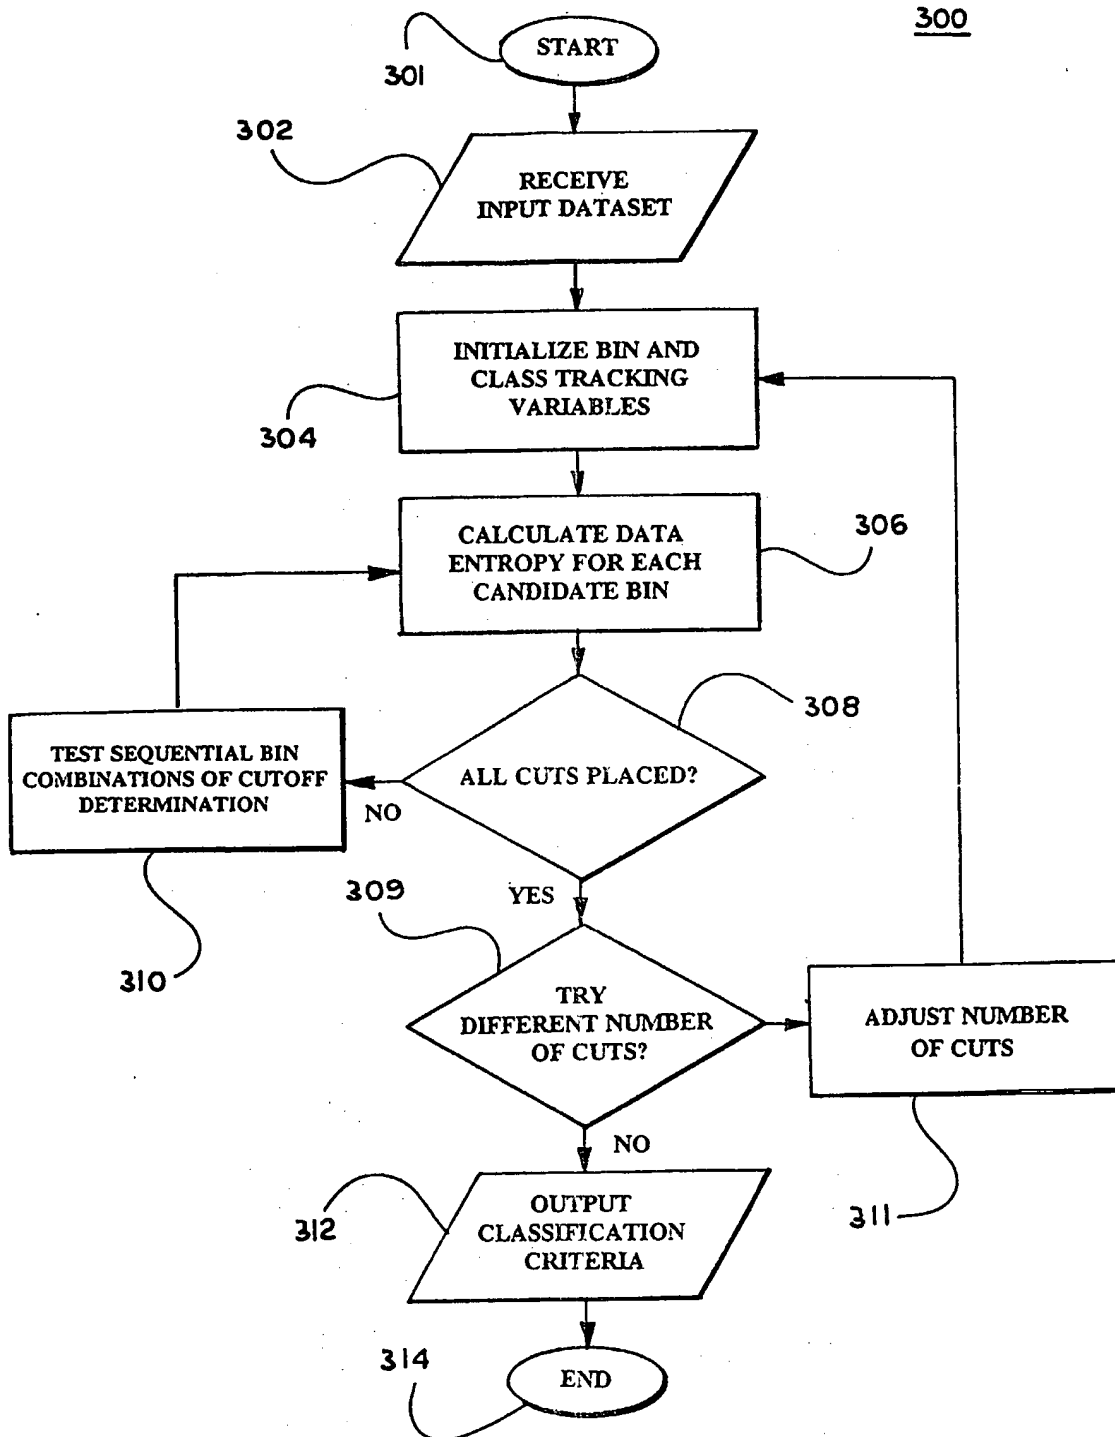 300
START
301
302
RECEIVE
INPUT DATASET
INITIALIZE BIN AND
CLASS TRACKING
VARIABLES
304
CALCULATE DATA
ENTROPY FOR EACH
CANDIDATE BIN
306
308
ALL CUTS PLACED?
TEST SEQUENTIAL BIN
COMBINATIONS OF CUTOFF
DETERMINATION
NO
310
YES
309
TRY
DIFFERENT NUMBER
OF CUTS?
ADJUST NUMBER
OF CUTS
311
NO
312
OUTPUT
CLASSIFICATION
CRITERIA
314
END